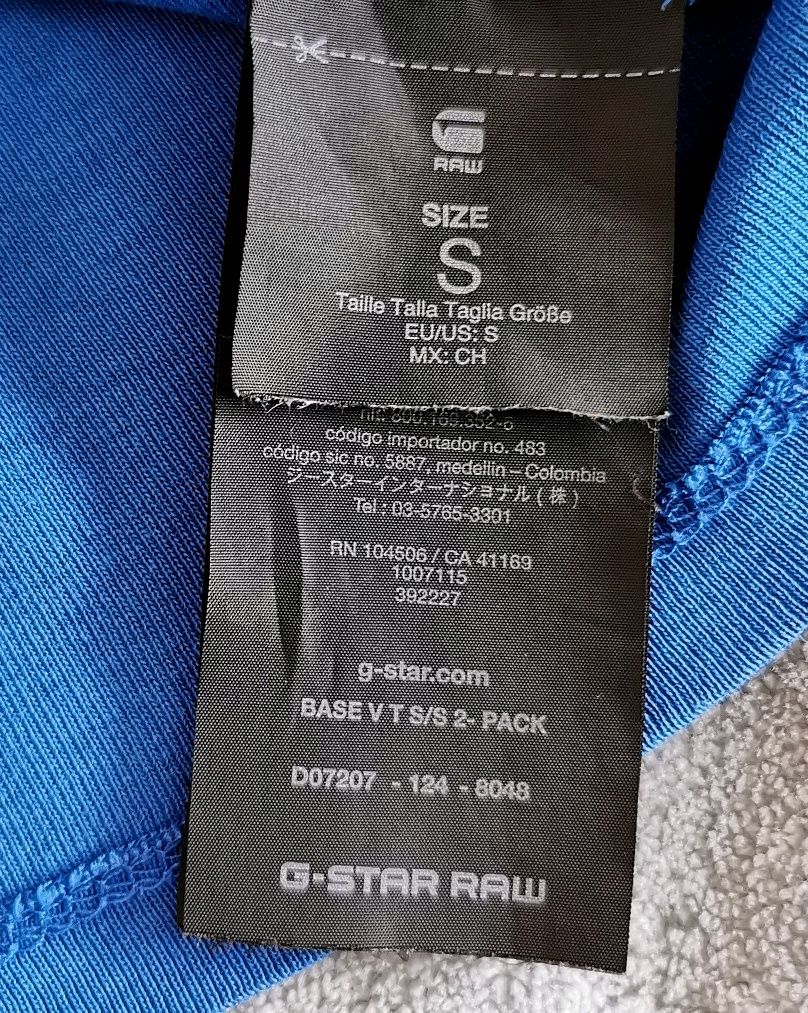 RAW
SIZE
S
Taille Talla Taglia Größe
EU/US: S
MX: CH
código importador no. 483
código sic no. 5887, medellin – Colombia
ジースターインターナショナル ( 株 )
Tel : 03-5765-3301
RN 104506 / CA 41169
1007115
392227
g-star.com
BASE V T S/S 2- PACK
D07207 - 124 - 8048
G-STAR RAW